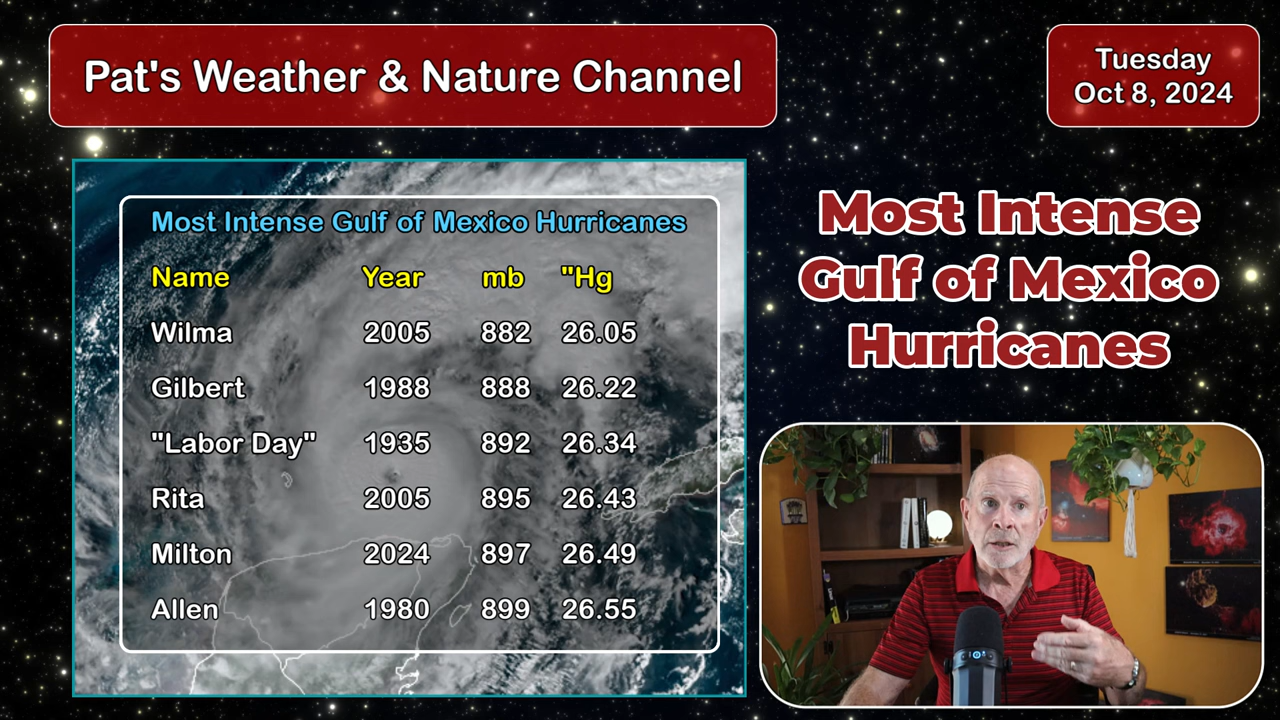 Pat's Weather & Nature Channel
Tuesday
Oct 8, 2024
Most Intense Gulf of Mexico Hurricanes
Name Year mb "Hg
Wilma 2005 882 26.05
Gilbert 1988 888 26.22
"Labor Day" 1935 892 26.34
Rita 2005 895 26.43
Milton 2024 897 26.49
Allen 1980 899 26.55
Most Intense
Gulf of Mexico
Hurricanes